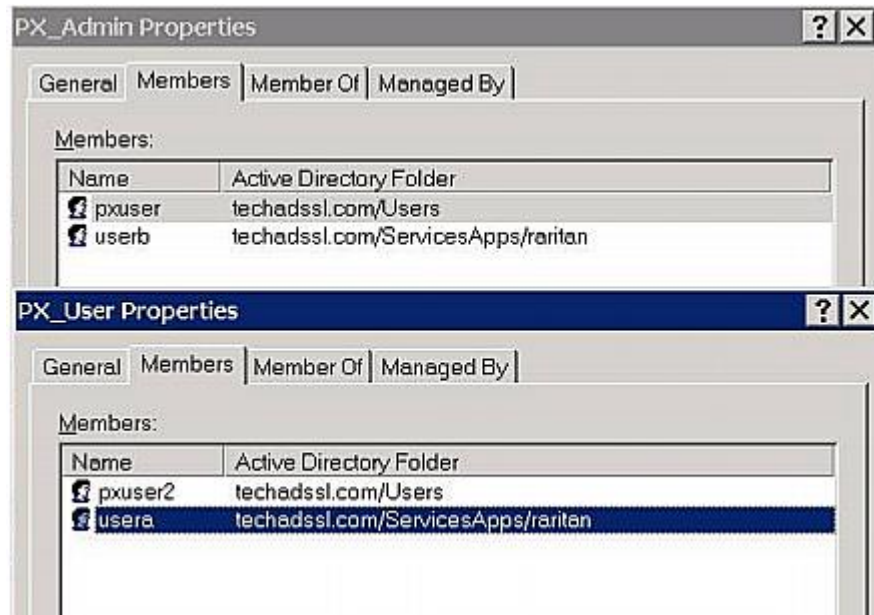 PX_Admin Properties
General Members Member Of Managed By
Members:
Name Active Directory Folder
pxuser techadssl.com/Users
userb techadssl.com/ServicesApps/raritan
PX_User Properties
General Members Member Of Managed By
Members:
Name Active Directory Folder
pxuser2 techadssl.com/Users
usera techadssl.com/ServicesApps/raritan